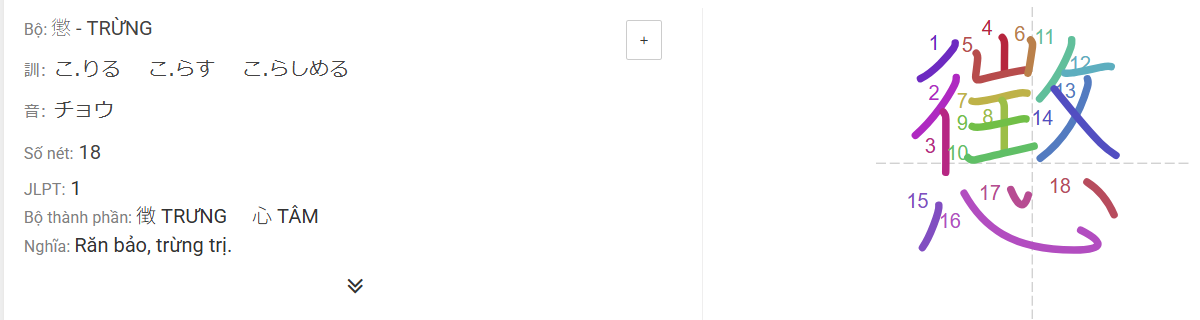 Bộ: 懲 - TRỪNG
+
訓: こ.りる こ.らす こ.らしめる
音: チョウ
Số nét: 18
JLPT: 1
Bộ thành phần: 徴 TRƯNG 心 TÂM
Nghĩa: Răn bảo, trừng trị.
懲
1 2 3 4 5 6 7 8 9 10 11 12 13 14 15 16 17 18